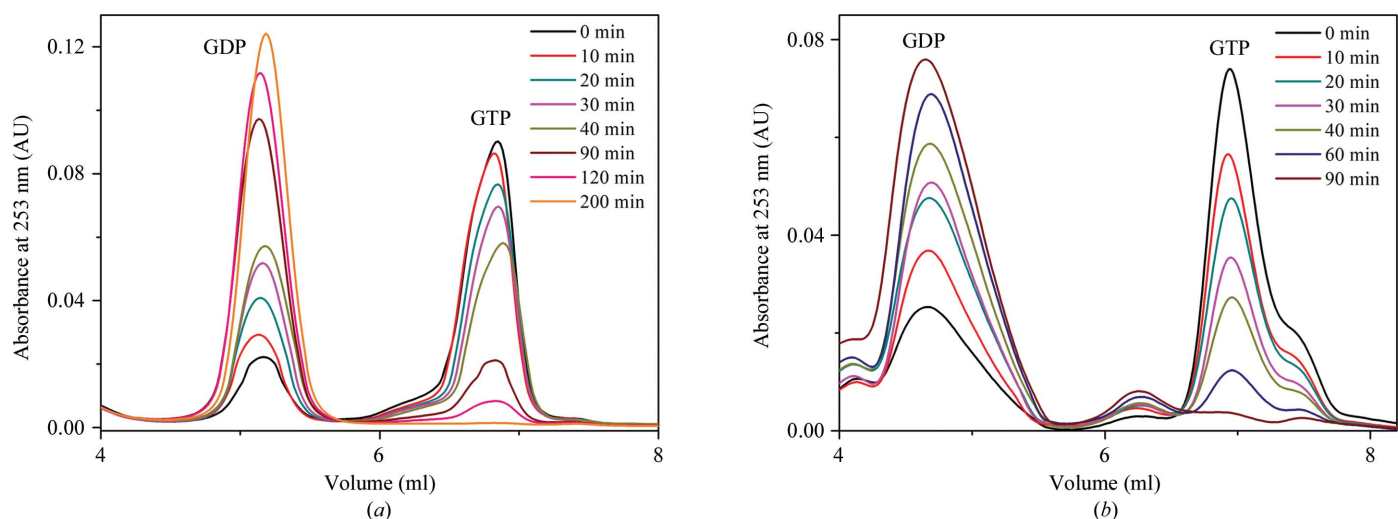 GDP
GTP
0 min
10 min
20 min
30 min
40 min
90 min
120 min
200 min
0.12
0.08
0.04
0.00
Absorbance at 253 nm (AU)
4
6
8
Volume (ml)
(a)
GDP
GTP
0 min
10 min
20 min
30 min
40 min
60 min
90 min
0.08
0.04
0.00
Absorbance at 253 nm (AU)
4
6
8
Volume (ml)
(b)